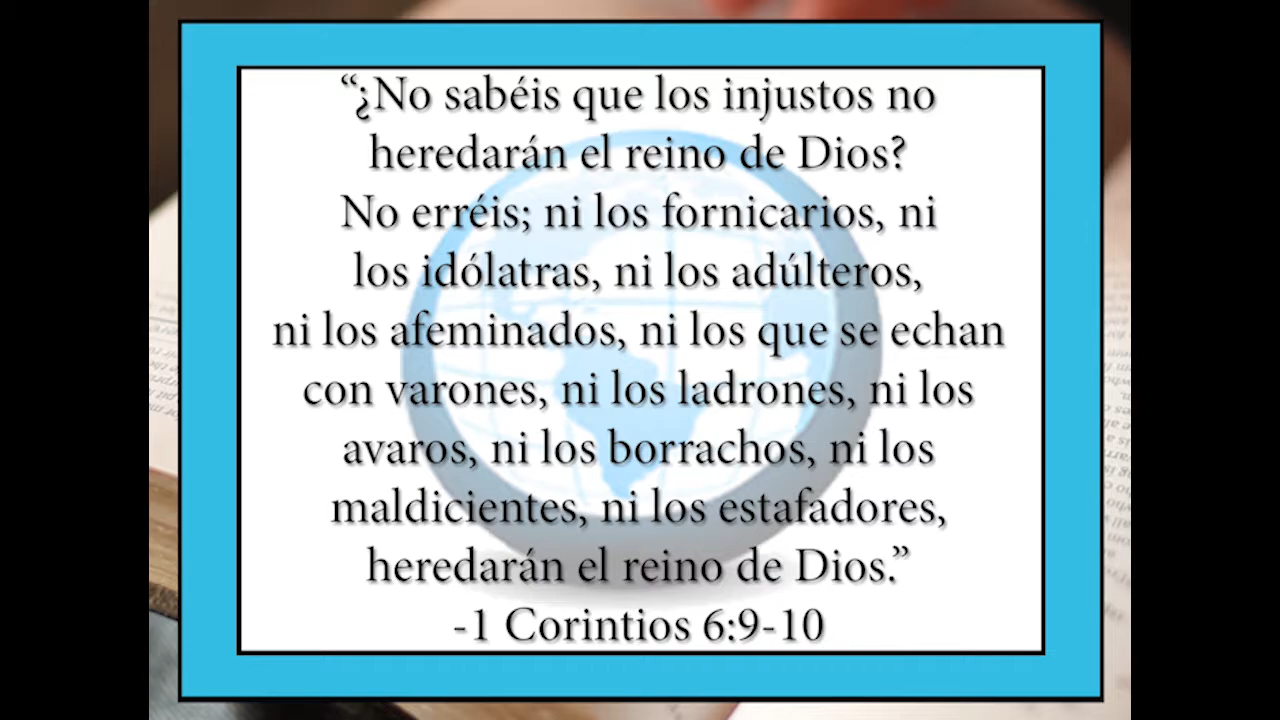 “¿No sabéis que los injustos no
heredarán el reino de Dios?
No erréis; ni los fornicarios, ni
los idólatras, ni los adúlteros,
ni los afeminados, ni los que se echan
con varones, ni los ladrones, ni los
avaros, ni los borrachos, ni los
maldicientes, ni los estafadores,
heredarán el reino de Dios.”
-1 Corintios 6:9-10